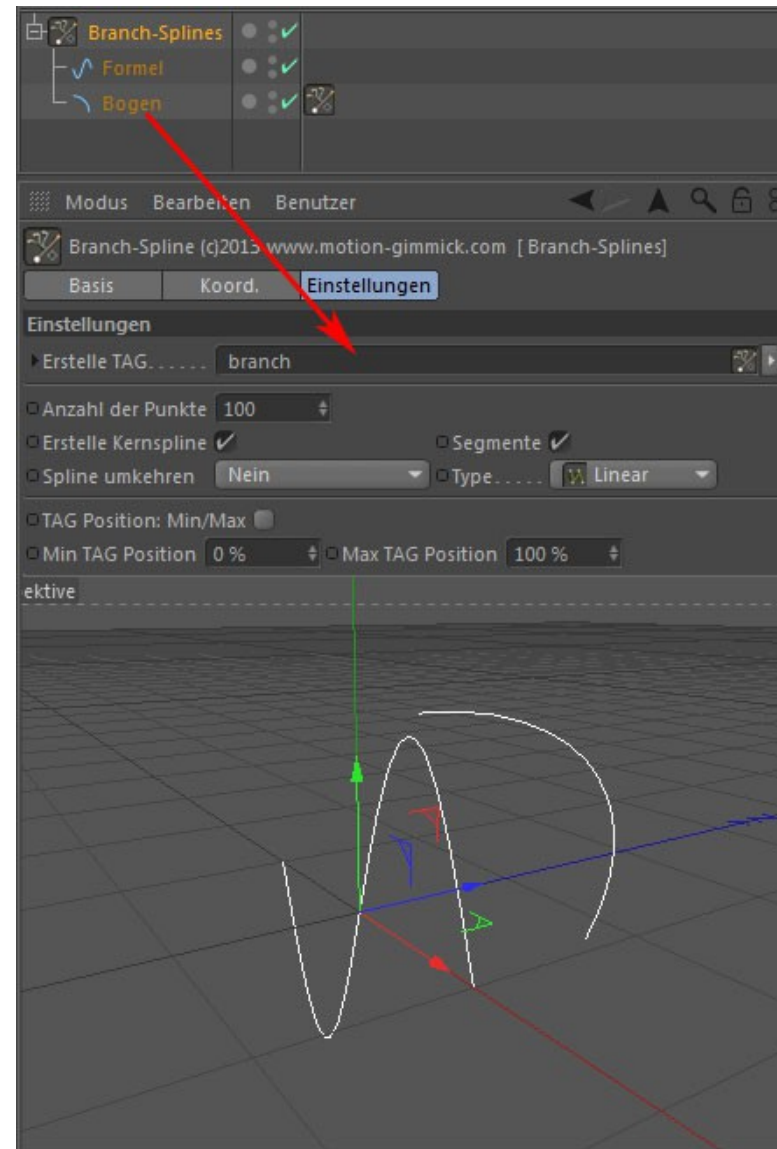 Branch-Splines
Formel
Bogen
Modus Bearbeiten Benutzer
Branch-Spline (c)2013 www.motion-gimmick.com [ Branch-Splines]
Basis Koord. Einstellungen
Einstellungen
Erstelle TAG...... branch
Anzahl der Punkte 100
Erstelle Kernspline Segmente
Spline umkehren Nein Type..... Linear
TAG Position: Min/Max
Min TAG Position 0 % Max TAG Position 100 %
ektive